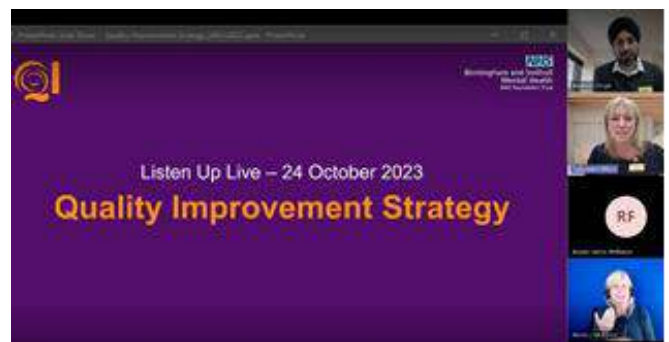 QI
NHS
Birmingham and Solihull
Mental Health
NHS Foundation Trust
Listen Up Live – 24 October 2023
Quality Improvement Strategy
RF